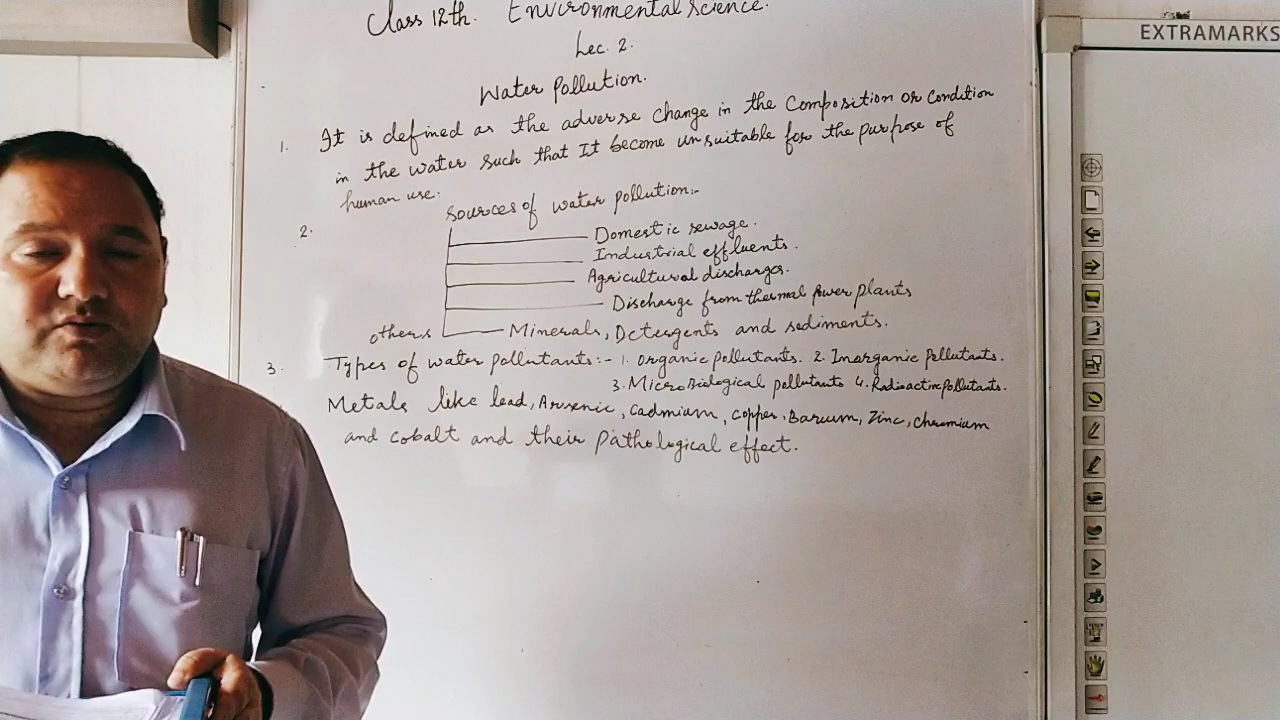 Class 12th. Environmental science.
Lec. 2.
Water Pollution.
1. It is defined as the adverse change in the composition or condition
in the water such that It become unsuitable for the purpose of
human use.
2. Sources of water pollution:-
Domestic sewage.
Industrial effluents.
Agricultural discharges.
Discharge from thermal power plants
others Minerals, Detergents and sediments.
3. Types of water pollutants:- 1. organic pollutants. 2. Inorganic Pollutants.
3. MicroBiological pollutants 4. Radioactive pollutants.
Metals like lead, Arsenic, Cadmium, copper, Barium, Zinc, chromium
and cobalt and their pathological effect.
EXTRAMARKS